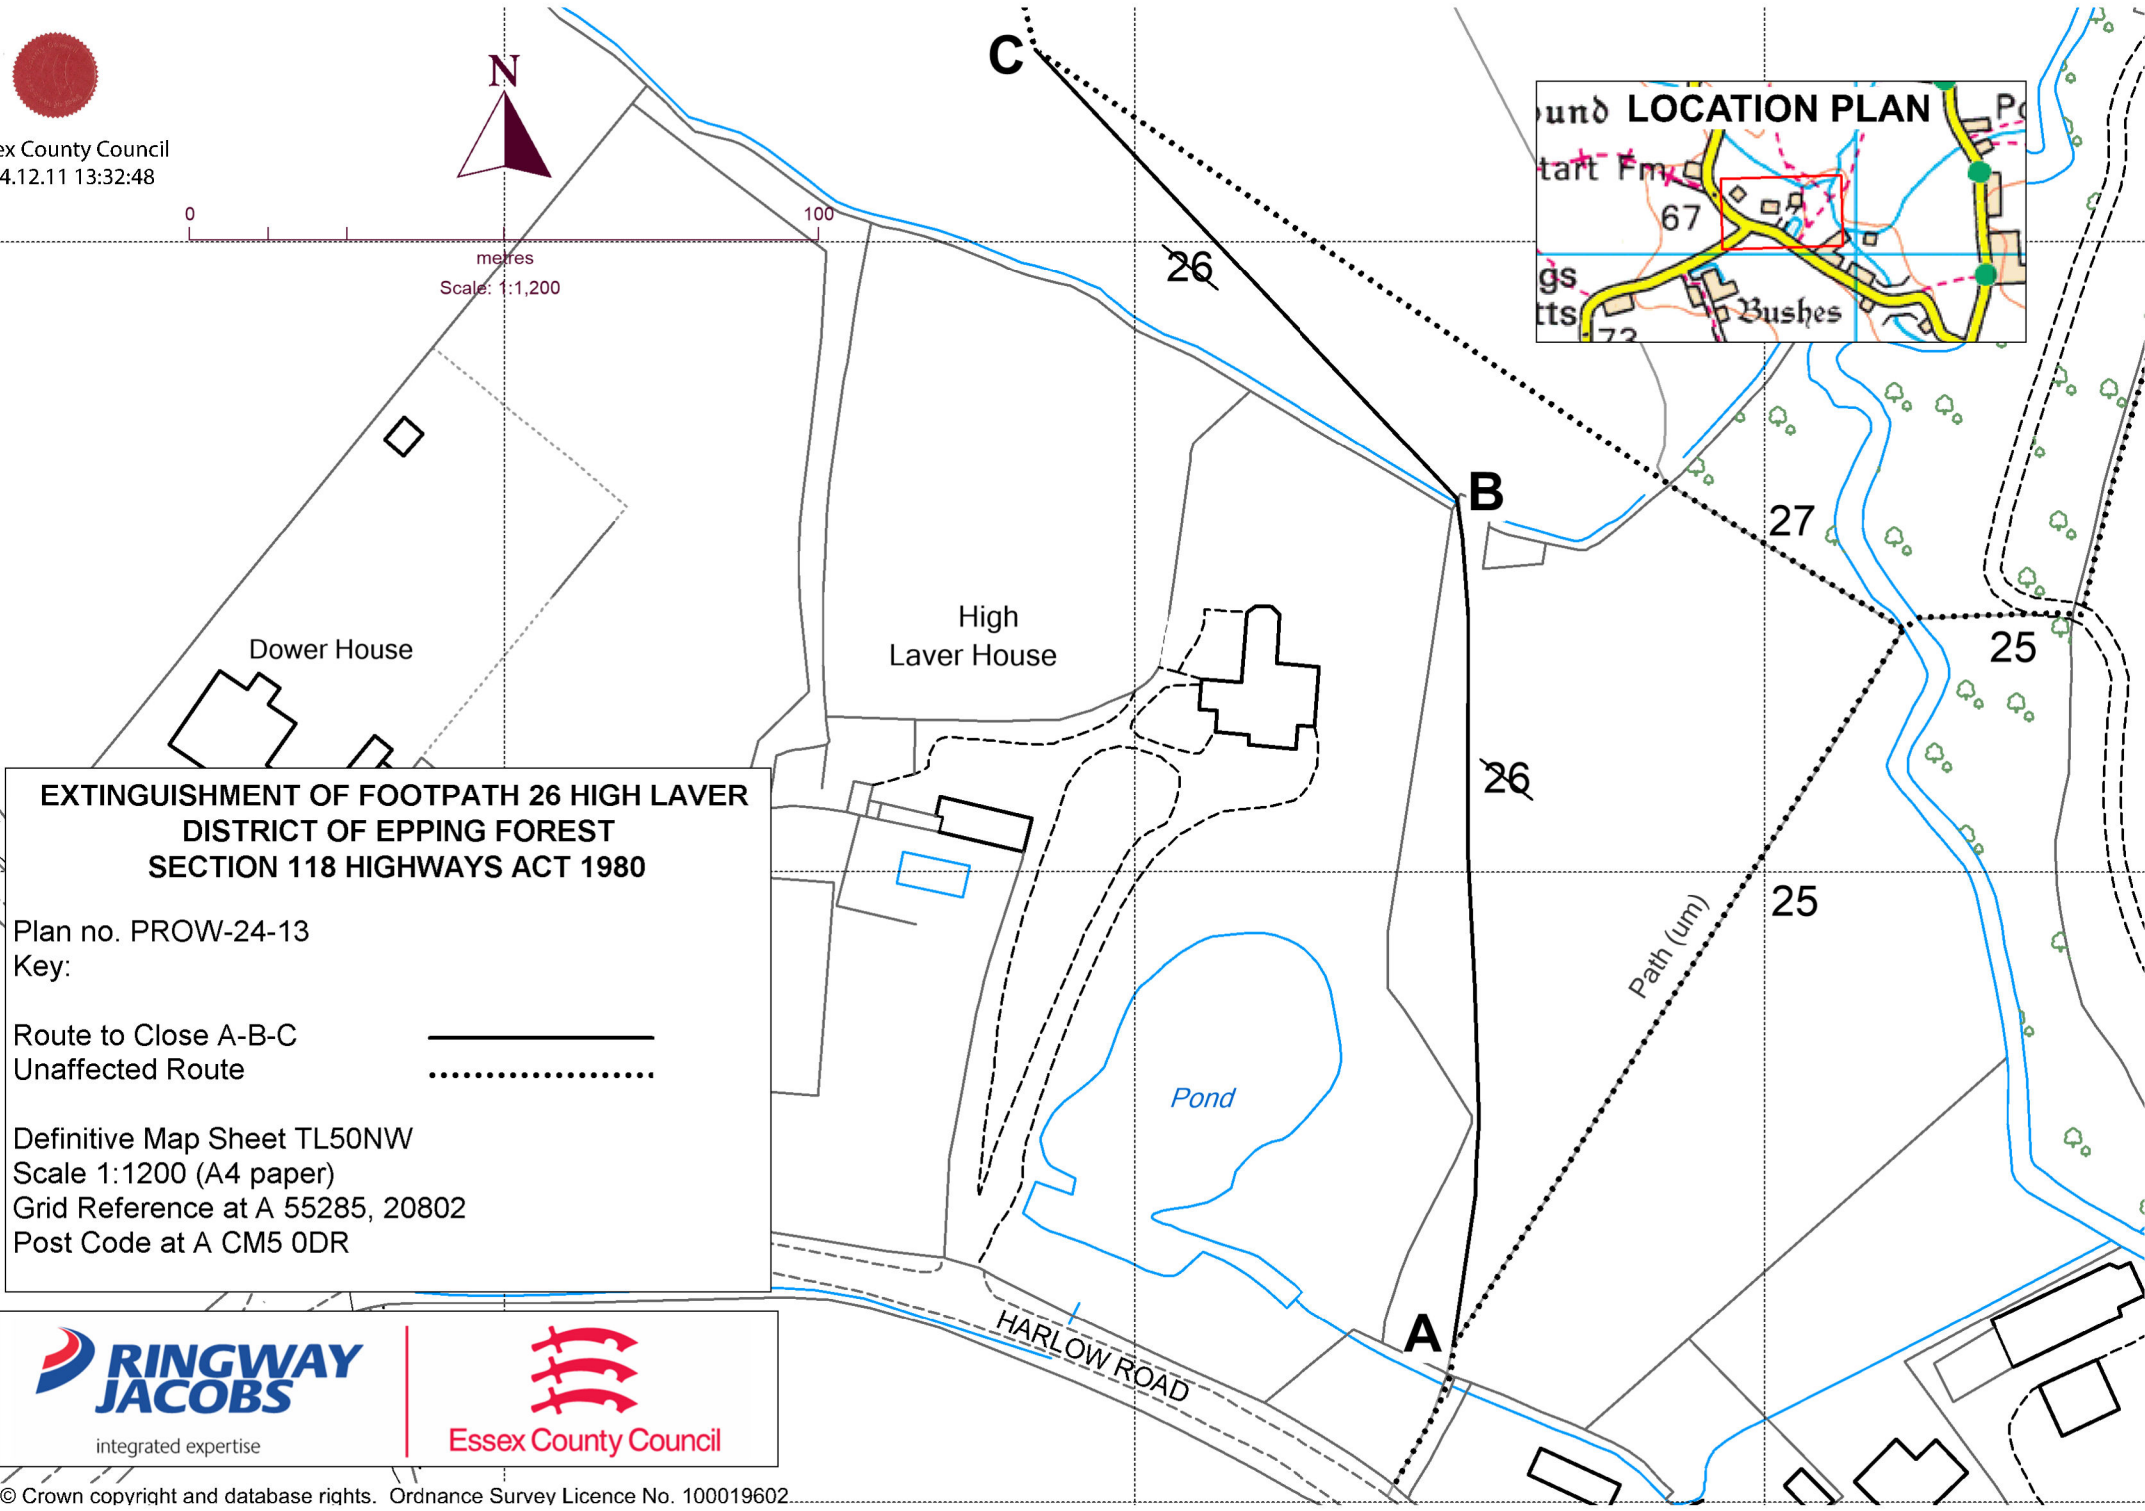 C
N
ex County Council
4.12.11 13:32:48
0
100
metres
Scale: 1:1,200
LOCATION PLAN
und
tart Fm
67
gs
tts
73
Bushes
26
B
27
25
High
Laver House
Dower House
26
25
Path (um)
EXTINGUISHMENT OF FOOTPATH 26 HIGH LAVER
DISTRICT OF EPPING FOREST
SECTION 118 HIGHWAYS ACT 1980
Plan no. PROW-24-13
Key:
Route to Close A-B-C
Unaffected Route
Definitive Map Sheet TL50NW
Scale 1:1200 (A4 paper)
Grid Reference at A 55285, 20802
Post Code at A CM5 0DR
Pond
A
HARLOW ROAD
RINGWAY
JACOBS
integrated expertise
Essex County Council
© Crown copyright and database rights. Ordnance Survey Licence No. 100019602